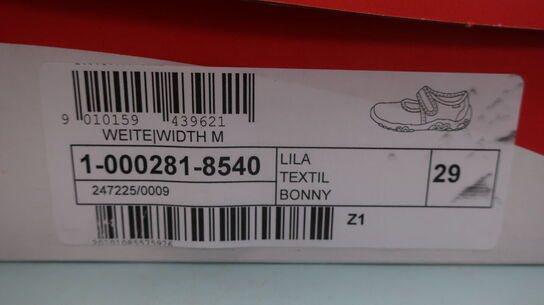 9 010159 439621
WEITE|WIDTH M
1-000281-8540
247225/0009
LILA
TEXTIL
BONNY
29
Z1